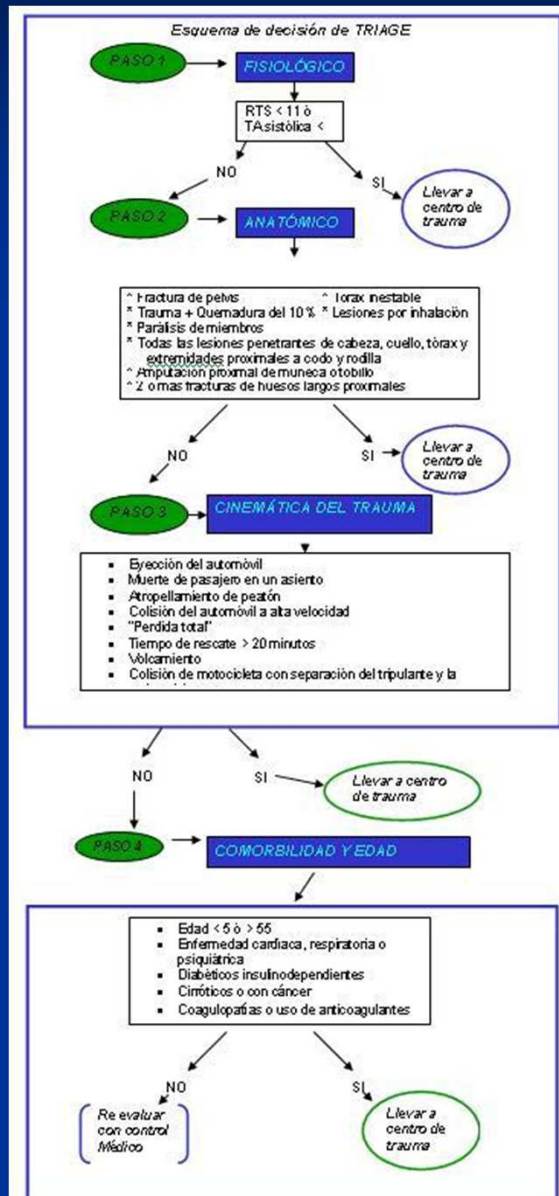 Esquema de decisión de TRIAGE
PASO 1
FISIOLÓGICO
RTS < 11 ò
TA sistólica <
NO
SI
Llevar a
centro de
trauma
PASO 2
ANATÓMICO
^ Fractura de pelvis ^ Torax inestable
* Trauma + Quemadura del 10 % * Lesiones por inhalación
* Parálisis de miembros
* Todas las lesiones penetrantes de cabeza, cuello, tórax y
extremidades proximales a codo y rodilla
^ Amputación proximal de muneca o tobillo
^ 2 o mas fracturas de huesos largos proximales
NO
SI
Llevar a
centro de
trauma
PASO 3
CINEMÁTICA DEL TRAUMA
▪ Eyección del automóvil
▪ Muerte de pasajero en un asiento
▪ Atropellamiento de peatón
▪ Colisión del automóvil a alta velocidad
▪ "Perdida total"
▪ Tiempo de rescate > 20 minutos
▪ Volcamiento
▪ Colisión de motocicleta con separación del tripulante y la
NO
SI
Llevar a centro
de trauma
PASO 4
COMORBILIDAD Y EDAD
▪ Edad < 5 ò > 55
▪ Enfermedad cardiaca, respiratoria o
psiquiátrica
▪ Diabéticos insulinodependientes
▪ Cirróticos o con cáncer
▪ Coagulopatías o uso de anticoagulantes
NO
SI
Re evaluar
con control
Médico
Llevar a
centro de
trauma